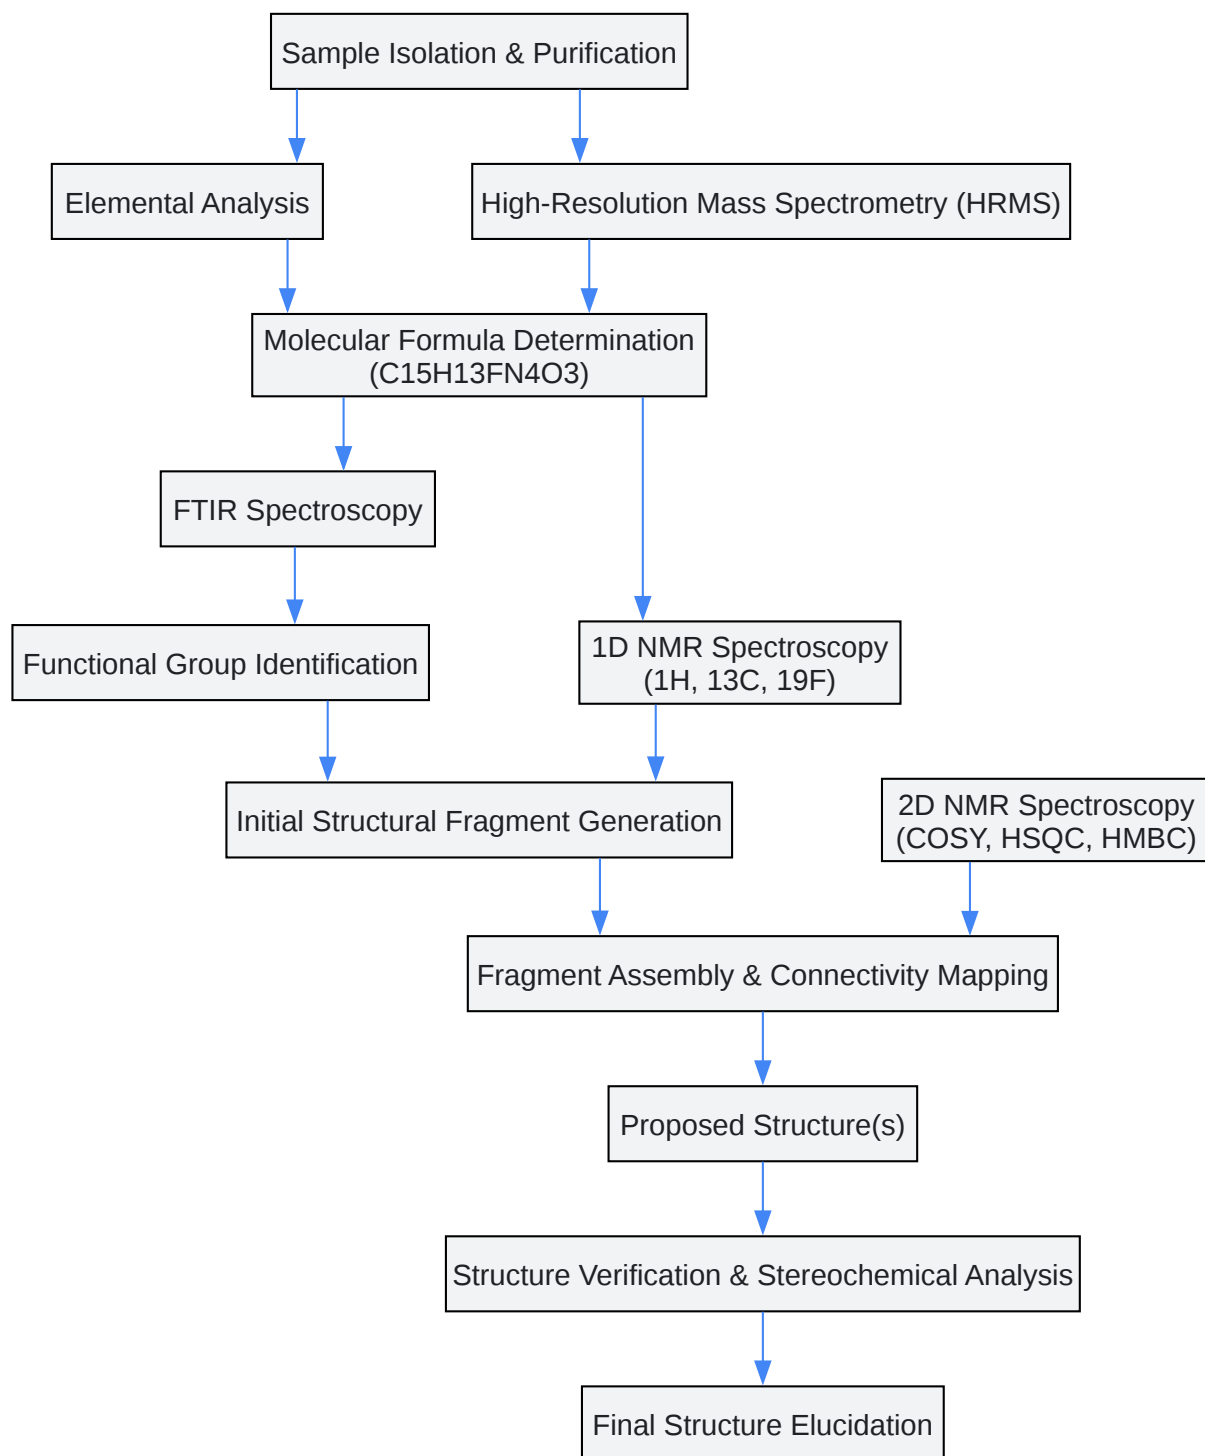 Sample Isolation & Purification
Elemental Analysis
High-Resolution Mass Spectrometry (HRMS)
Molecular Formula Determination
(C15H13FN4O3)
FTIR Spectroscopy
Functional Group Identification
1D NMR Spectroscopy
(1H, 13C, 19F)
Initial Structural Fragment Generation
2D NMR Spectroscopy
(COSY, HSQC, HMBC)
Fragment Assembly & Connectivity Mapping
Proposed Structure(s)
Structure Verification & Stereochemical Analysis
Final Structure Elucidation